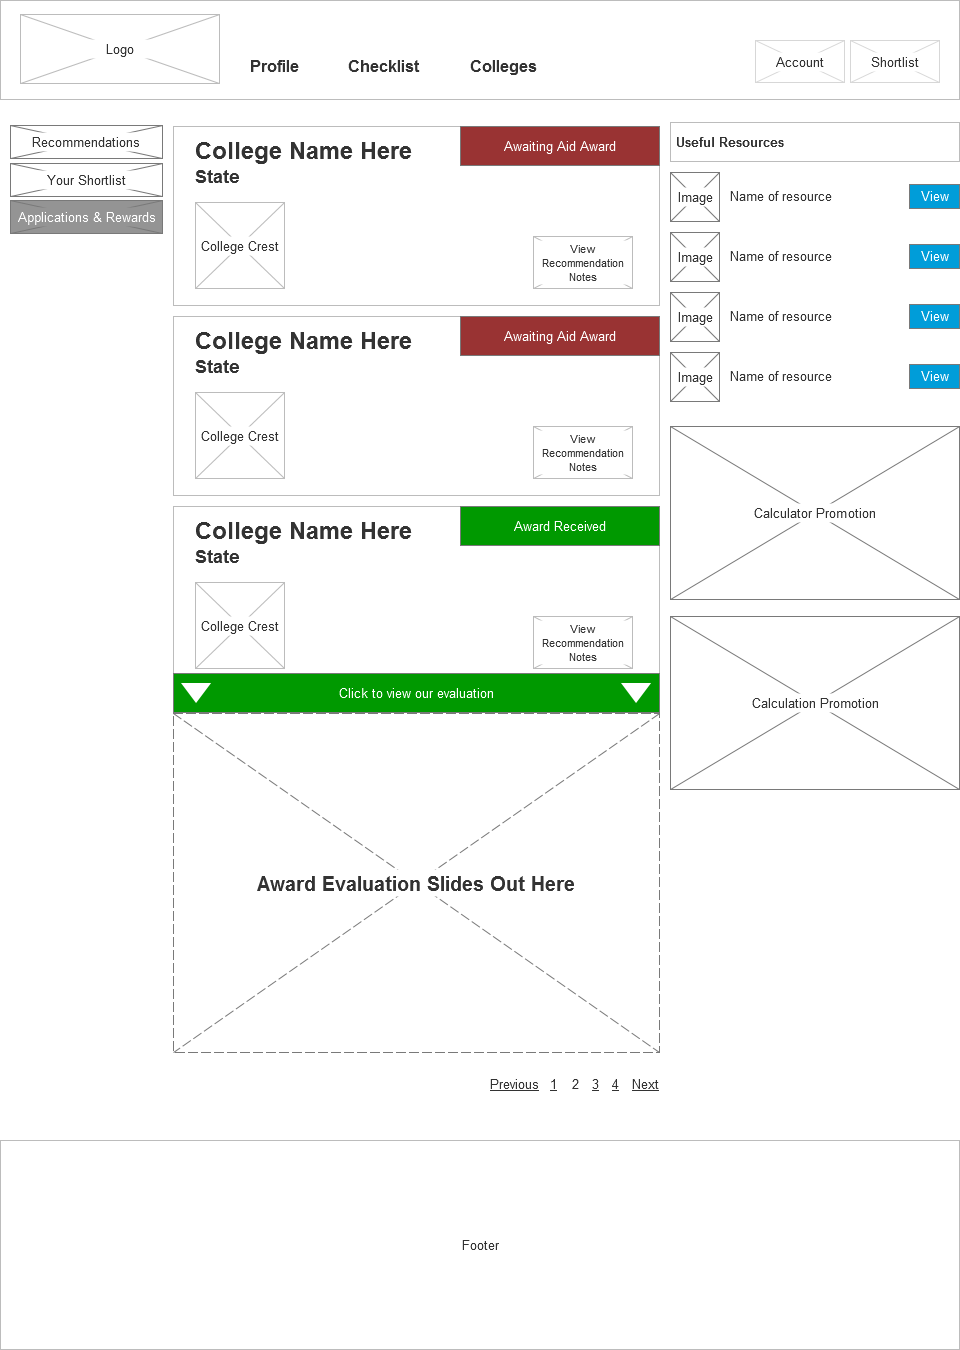 Logo
Profile
Checklist
Colleges
Account
Shortlist
Recommendations
Your Shortlist
Applications & Rewards
College Name Here
State
Awaiting Aid Award
College Crest
View
Recommendation
Notes
College Name Here
State
Awaiting Aid Award
College Crest
View
Recommendation
Notes
College Name Here
State
Award Received
College Crest
View
Recommendation
Notes
Click to view our evaluation
Award Evaluation Slides Out Here
Previous 1 2 3 4 Next
Useful Resources
Image
Name of resource
View
Image
Name of resource
View
Image
Name of resource
View
Image
Name of resource
View
Calculator Promotion
Calculation Promotion
Footer